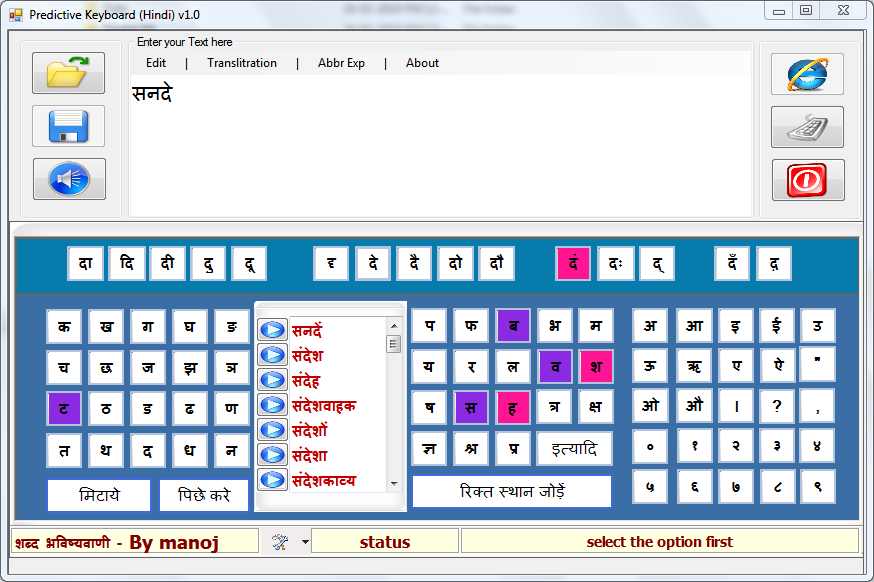 Predictive Keyboard (Hindi) v1.0
Enter your Text here
Edit | Translitration | Abbr Exp | About
सनदे
दा दि दी दु दू दृ दे दै दो दौ दं दः द् दँ द़
क ख ग घ ङ
च छ ज झ ञ
ट ठ ड ढ ण
त थ द ध न
मिटाये पिछे करे
सनदें
संदेश
संदेह
संदेशवाहक
संदेशों
संदेशा
संदेशकाव्य
प फ ब भ म
य र ल व श
ष स ह त्र क्ष
ज्ञ श्र प्र इत्यादि
रिक्त स्थान जोड़ें
अ आ इ ई उ
ऊ ऋ ए ऐ "
ओ औ । ? ,
० १ २ ३ ४
५ ६ ७ ८ ९
शब्द भविष्यवाणी - By manoj
status
select the option first